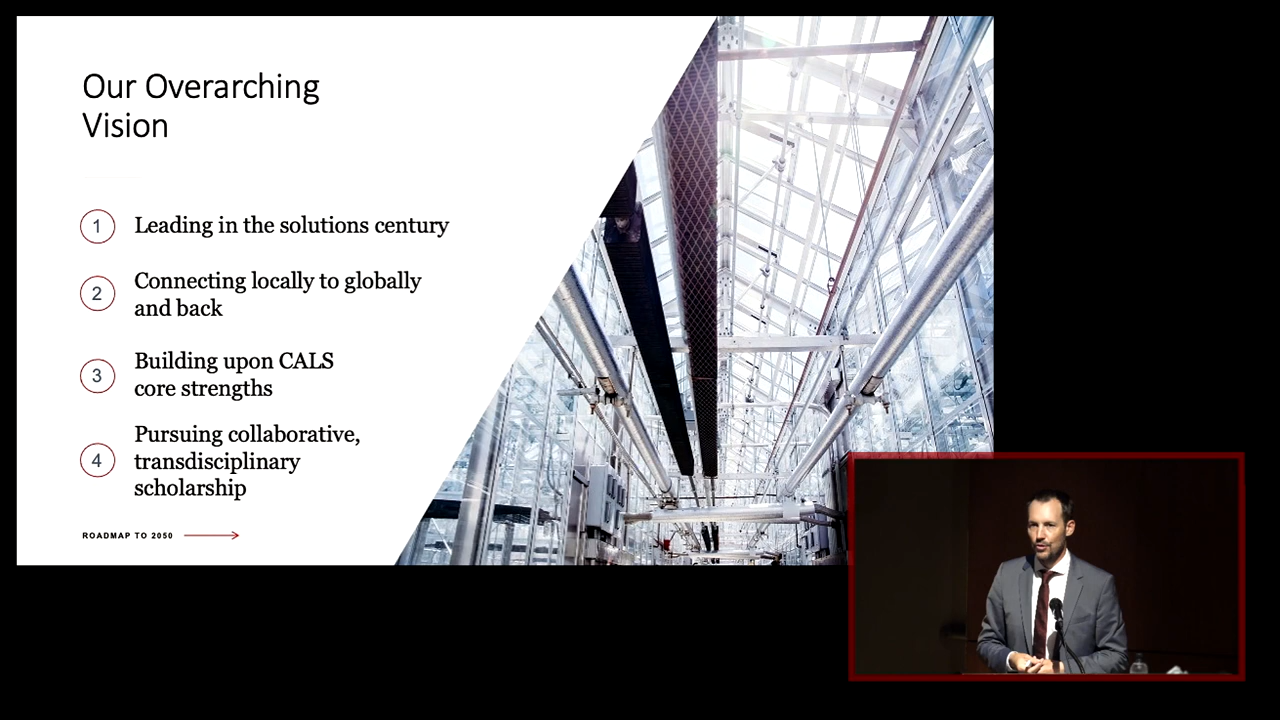 Our Overarching
Vision
1 Leading in the solutions century
2 Connecting locally to globally
and back
3 Building upon CALS
core strengths
4 Pursuing collaborative,
transdisciplinary
scholarship
ROADMAP TO 2050